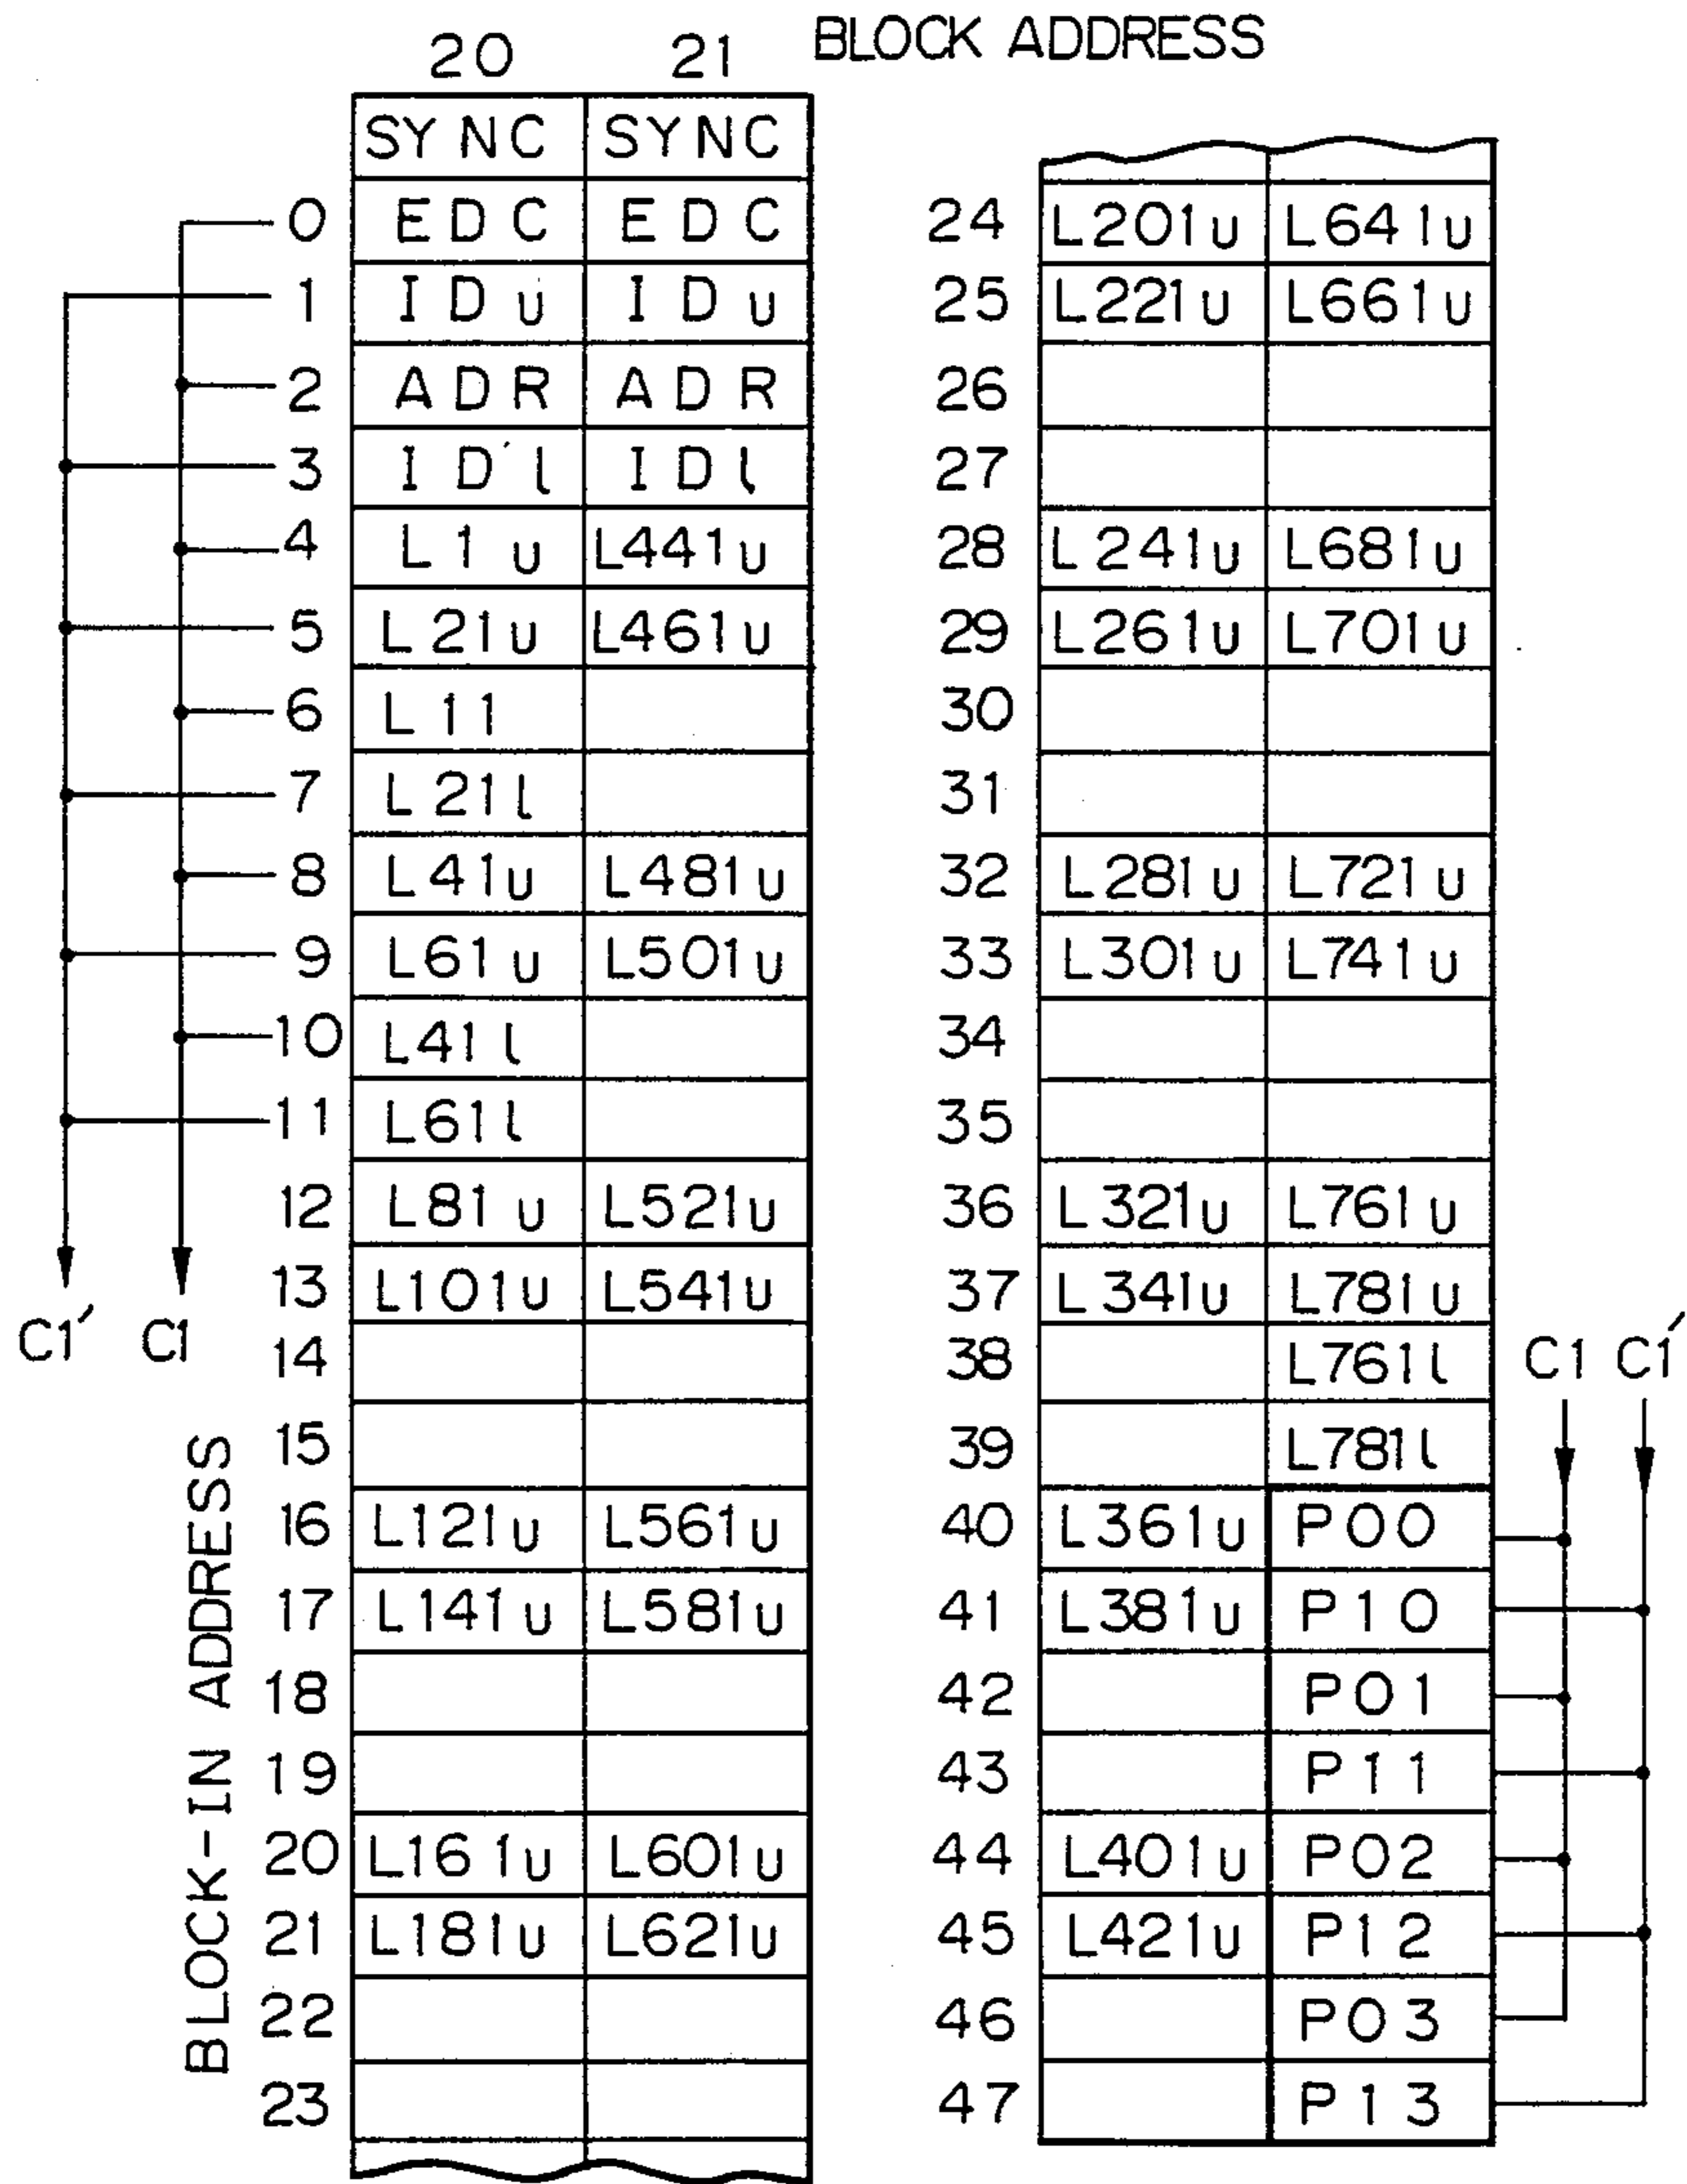 BLOCK ADDRESS
20 21
SYNC SYNC
0 EDC EDC
1 IDu IDu
2 ADR ADR
3 ID'l IDl
4 L1u L441u
5 L21u L461u
6 L11
7 L21l
8 L41u L481u
9 L61u L501u
10 L41l
11 L61l
12 L81u L521u
13 L101u L541u
14
15
16 L121u L561u
17 L141u L581u
18
19
20 L161u L601u
21 L181u L621u
22
23
C1' C1
BLOCK-IN ADDRESS
24 L201u L641u
25 L221u L661u
26
27
28 L241u L681u
29 L261u L701u
30
31
32 L281u L721u
33 L301u L741u
34
35
36 L321u L761u
37 L341u L781u
38 L761l
39 L781l
40 L361u P00
41 L381u P10
42 P01
43 P11
44 L401u P02
45 L421u P12
46 P03
47 P13
C1 C1'